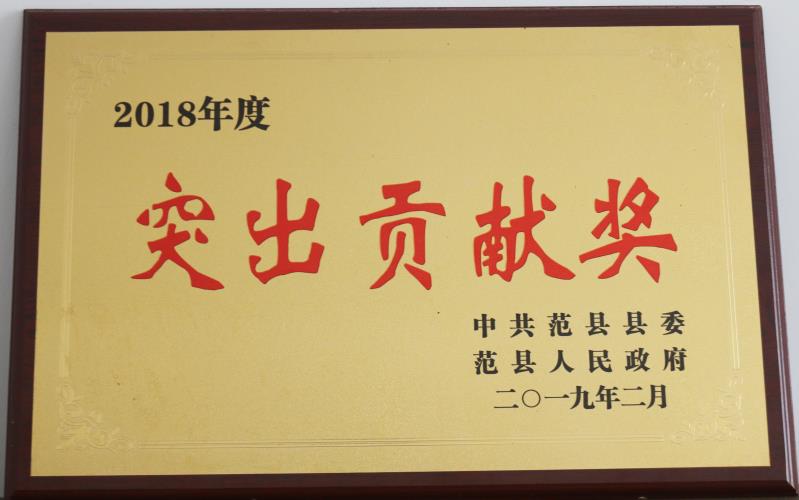 2018年度
突出贡献奖
中共范县县委
范县人民政府
二〇一九年二月